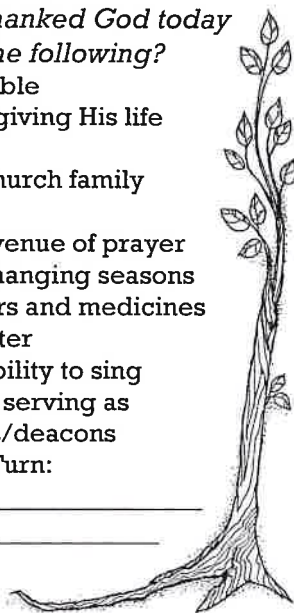 hanked God today
he following?
ble
giving His life
hurch family
venue of prayer
hanging seasons
rs and medicines
ter
bility to sing
serving as
/deacons
Turn: